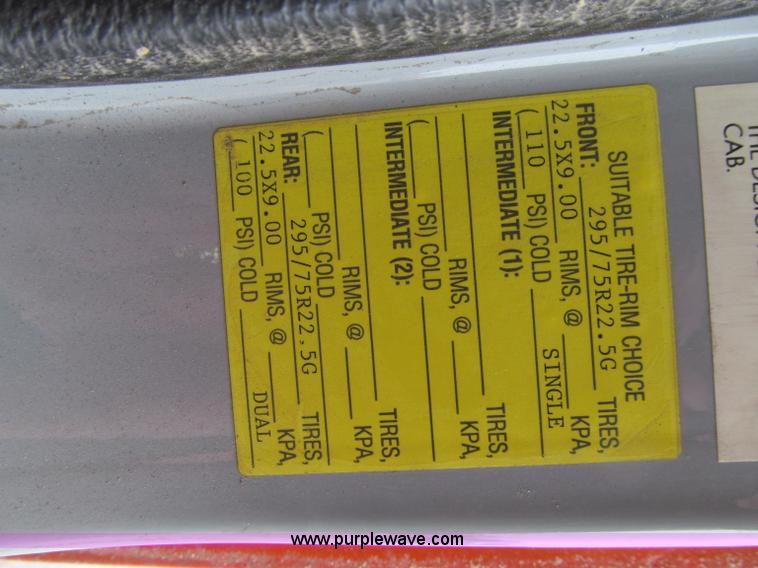 SUITABLE TIRE-RIM CHOICE
FRONT: 295/75R22.5G TIRES,
22.5X9.00 RIMS, @ KPA,
( 110 PSI) COLD SINGLE
INTERMEDIATE (1):
TIRES,
RIMS, @ KPA,
( PSI) COLD
INTERMEDIATE (2):
TIRES,
RIMS, @ KPA,
( PSI) COLD
REAR: 295/75R22.5G TIRES,
22.5X9.00 RIMS, @ KPA,
( 100 PSI) COLD DUAL
CAB.
www.purplewave.com